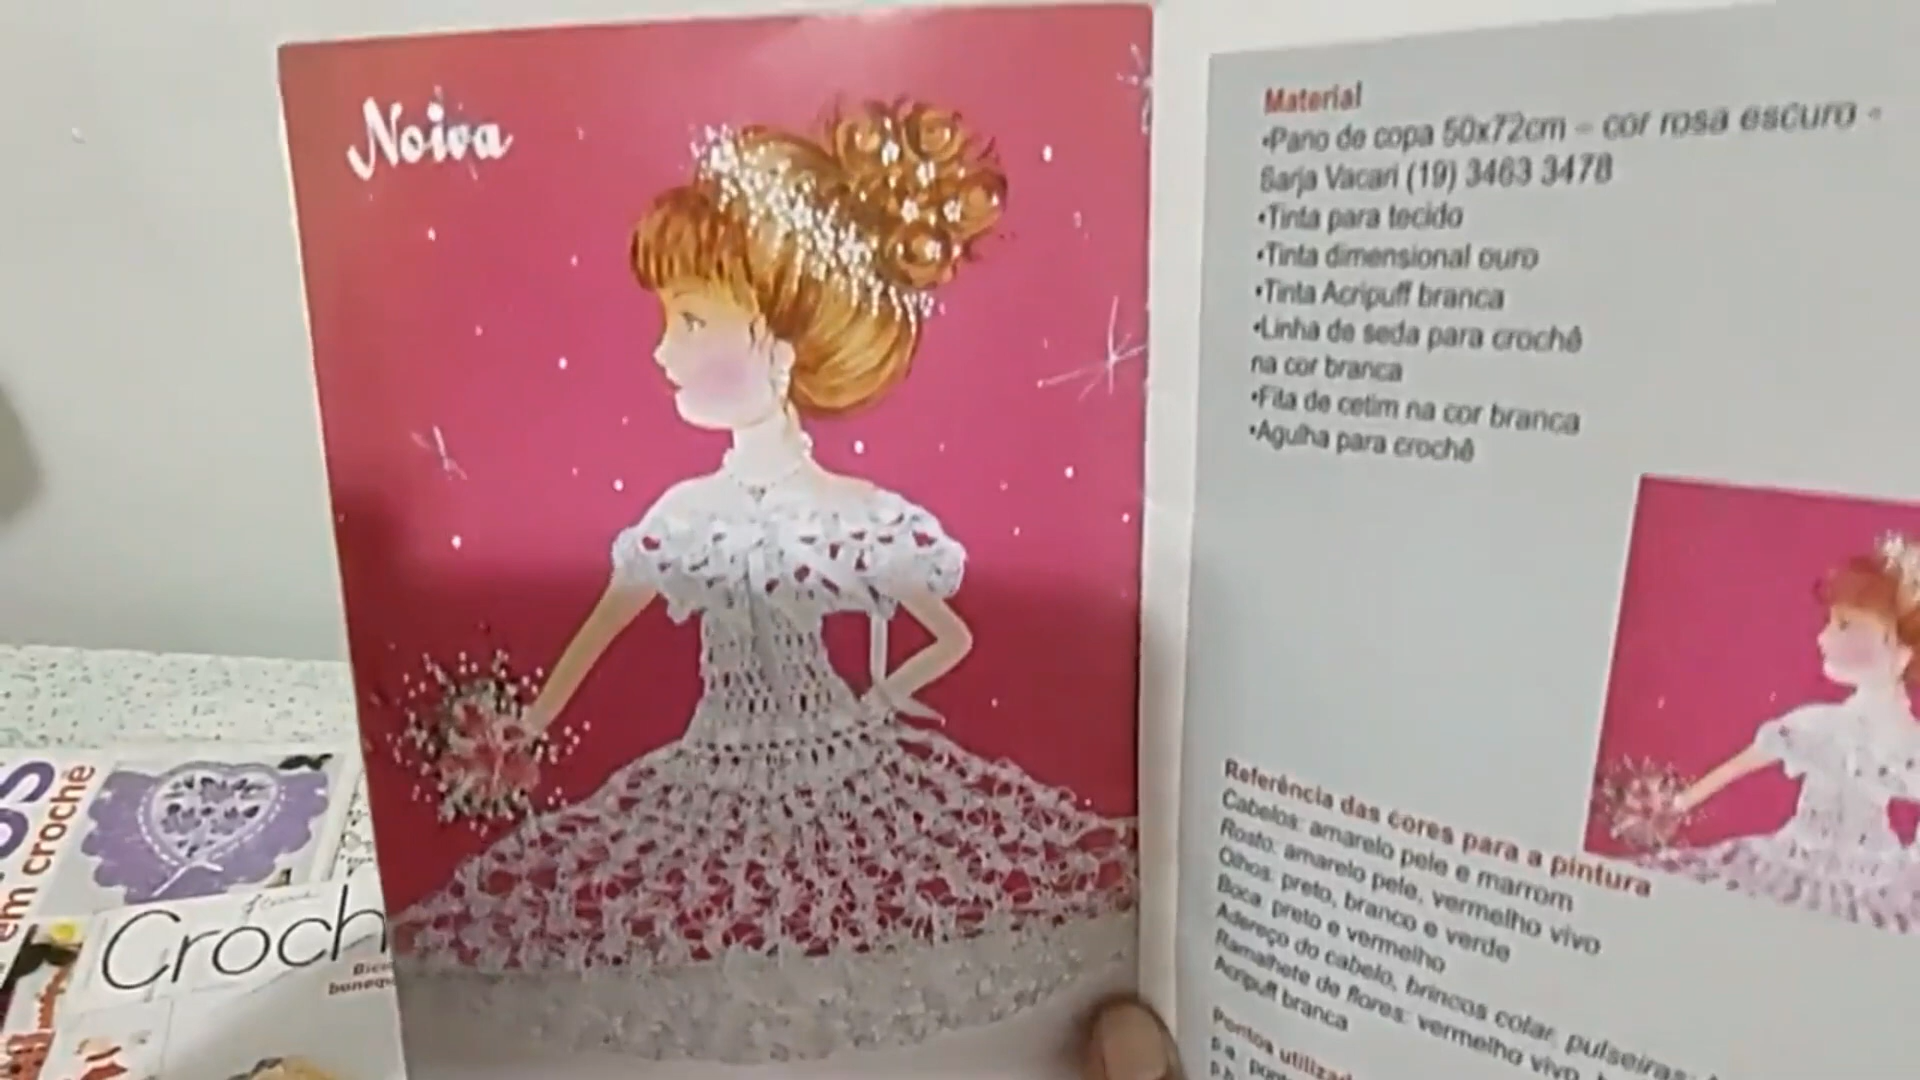 Noiva
Material
•Pano de copa 50x72cm - cor rosa escuro -
Sarja Vacari (19) 3463 3478
•Tinta para tecido
•Tinta dimensional ouro
•Tinta Acripuff branca
•Linha de seda para crochê
na cor branca
•Fita de cetim na cor branca
•Agulha para crochê
Referência das cores para a pintura
Cabelos: amarelo pele e marrom
Rosto: amarelo pele, vermelho vivo
Olhos: preto, branco e verde
Boca: preto e vermelho
Adereço do cabelo, brincos colar, pulseiras:
Ramalhete de flores: vermelho vivo,
Acripuff branca
Pontos
em crochê
Croch